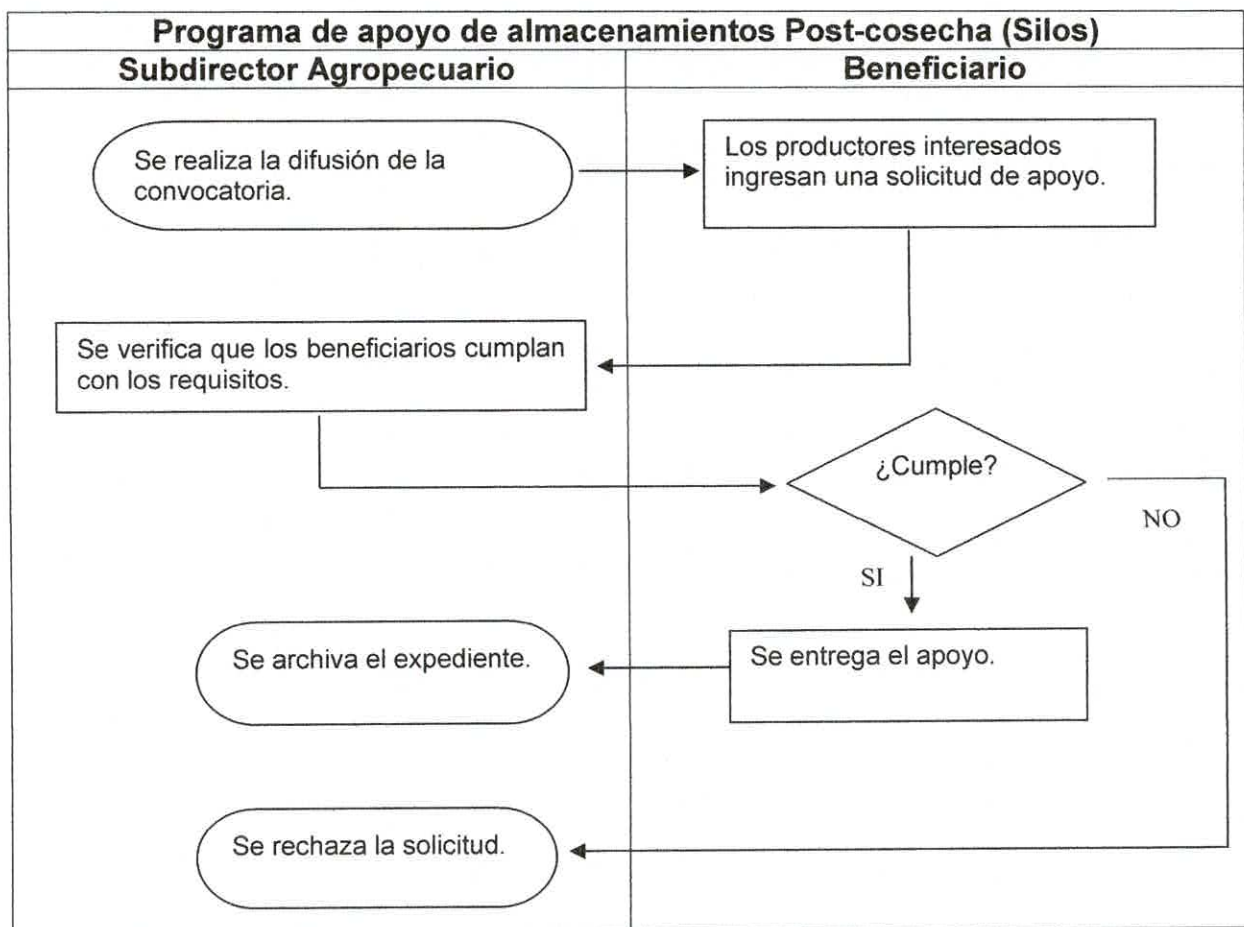 Programa de apoyo de almacenamientos Post-cosecha (Silos)
Subdirector Agropecuario
Beneficiario
Se realiza la difusión de la
convocatoria.
Los productores interesados
ingresan una solicitud de apoyo.
Se verifica que los beneficiarios cumplan
con los requisitos.
¿Cumple?
NO
SI
Se entrega el apoyo.
Se archiva el expediente.
Se rechaza la solicitud.